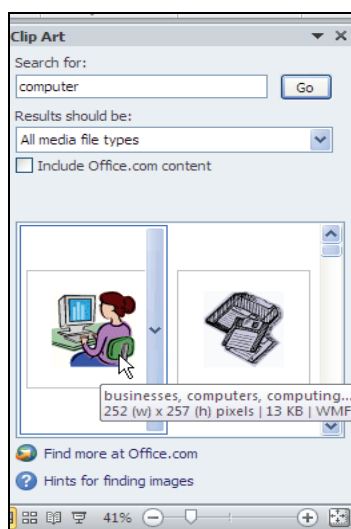 Clip Art
Search for:
computer
Go
Results should be:
All media file types
Include Office.com content
businesses, computers, computing...
252 (w) x 257 (h) pixels | 13 KB | WMF
Find more at Office.com
Hints for finding images
41%